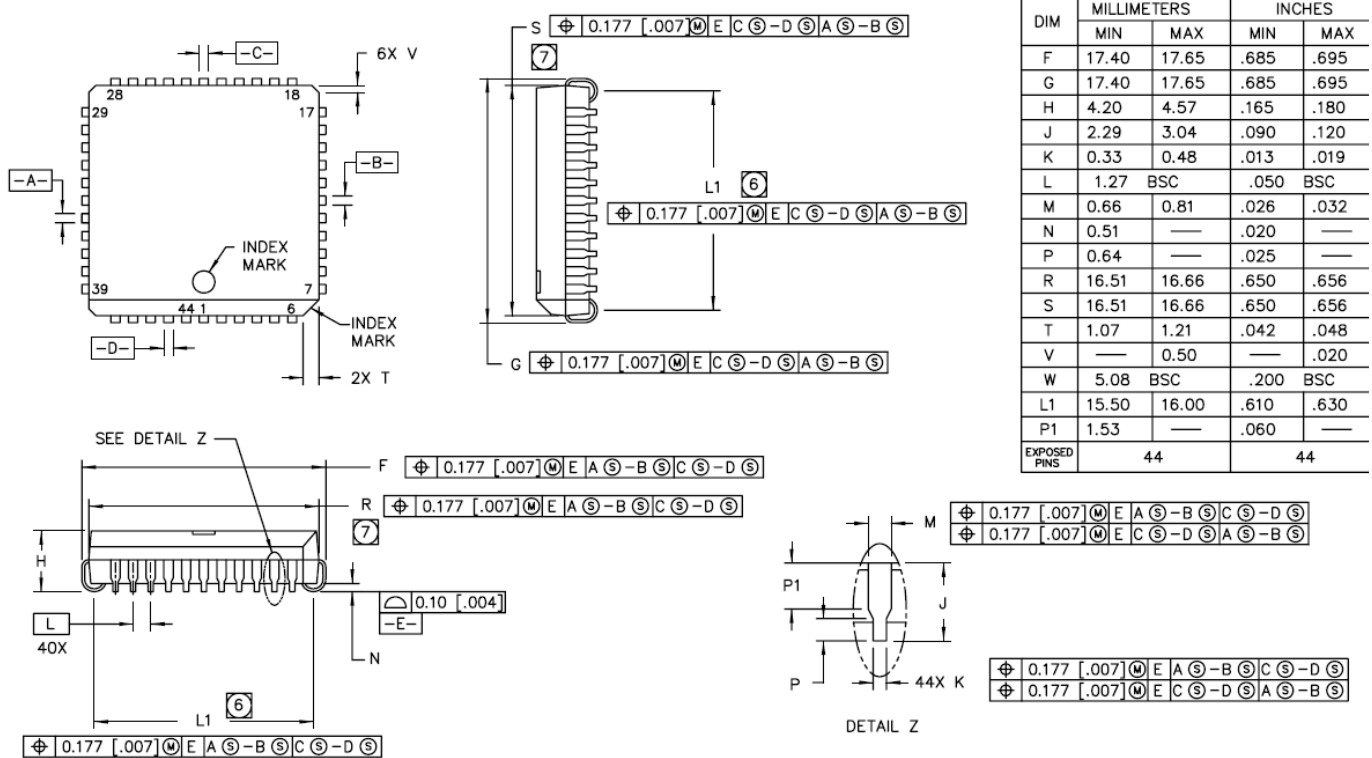 -C-
6X V
28
18
29
17
-A-
-B-
INDEX
MARK
39
7
44 1
6
INDEX
MARK
-D-
2X T
S ⌖ 0.177 [.007]Ⓜ E C Ⓢ-D Ⓢ A Ⓢ-B Ⓢ
7
L1 6
⌖ 0.177 [.007]Ⓜ E C Ⓢ-D Ⓢ A Ⓢ-B Ⓢ
G ⌖ 0.177 [.007]Ⓜ E C Ⓢ-D Ⓢ A Ⓢ-B Ⓢ
DIM MILLIMETERS INCHES
MIN MAX MIN MAX
F 17.40 17.65 .685 .695
G 17.40 17.65 .685 .695
H 4.20 4.57 .165 .180
J 2.29 3.04 .090 .120
K 0.33 0.48 .013 .019
L 1.27 BSC .050 BSC
M 0.66 0.81 .026 .032
N 0.51 — .020 —
P 0.64 — .025 —
R 16.51 16.66 .650 .656
S 16.51 16.66 .650 .656
T 1.07 1.21 .042 .048
V — 0.50 — .020
W 5.08 BSC .200 BSC
L1 15.50 16.00 .610 .630
P1 1.53 — .060 —
EXPOSED PINS 44 44
SEE DETAIL Z
F ⌖ 0.177 [.007]Ⓜ E A Ⓢ-B Ⓢ C Ⓢ-D Ⓢ
R ⌖ 0.177 [.007]Ⓜ E A Ⓢ-B Ⓢ C Ⓢ-D Ⓢ
7
H
⌓ 0.10 [.004]
-E-
L
40X
N
L1 6
⌖ 0.177 [.007]Ⓜ E A Ⓢ-B Ⓢ C Ⓢ-D Ⓢ
M ⌖ 0.177 [.007]Ⓜ E A Ⓢ-B Ⓢ C Ⓢ-D Ⓢ
⌖ 0.177 [.007]Ⓜ E C Ⓢ-D Ⓢ A Ⓢ-B Ⓢ
P1
J
P
44X K
⌖ 0.177 [.007]Ⓜ E A Ⓢ-B Ⓢ C Ⓢ-D Ⓢ
⌖ 0.177 [.007]Ⓜ E C Ⓢ-D Ⓢ A Ⓢ-B Ⓢ
DETAIL Z